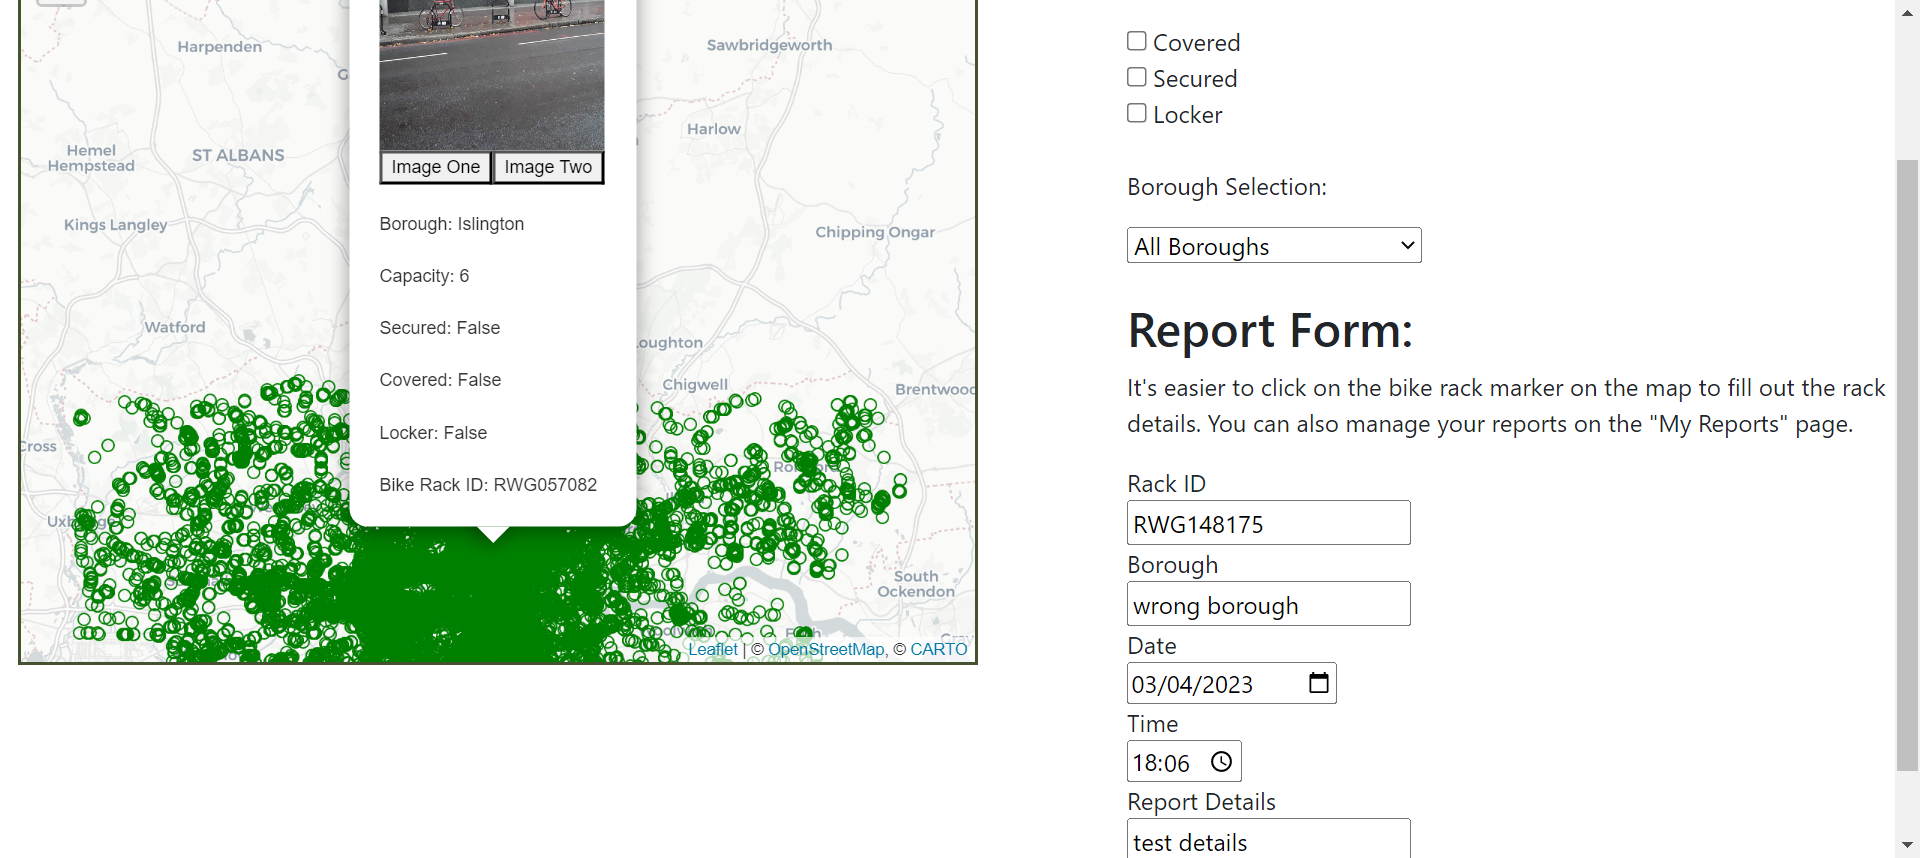 Harpenden
Sawbridgeworth
Harlow
Hemel
Hempstead
ST ALBANS
Kings Langley
Chipping Ongar
Watford
Loughton
Chigwell
Brentwood
Cross
South
Ockendon
Image One
Image Two
Borough: Islington
Capacity: 6
Secured: False
Covered: False
Locker: False
Bike Rack ID: RWG057082
Leaflet | © OpenStreetMap, © CARTO
Covered
Secured
Locker
Borough Selection:
All Boroughs
Report Form:
It's easier to click on the bike rack marker on the map to fill out the rack
details. You can also manage your reports on the "My Reports" page.
Rack ID
RWG148175
Borough
wrong borough
Date
03/04/2023
Time
18:06
Report Details
test details